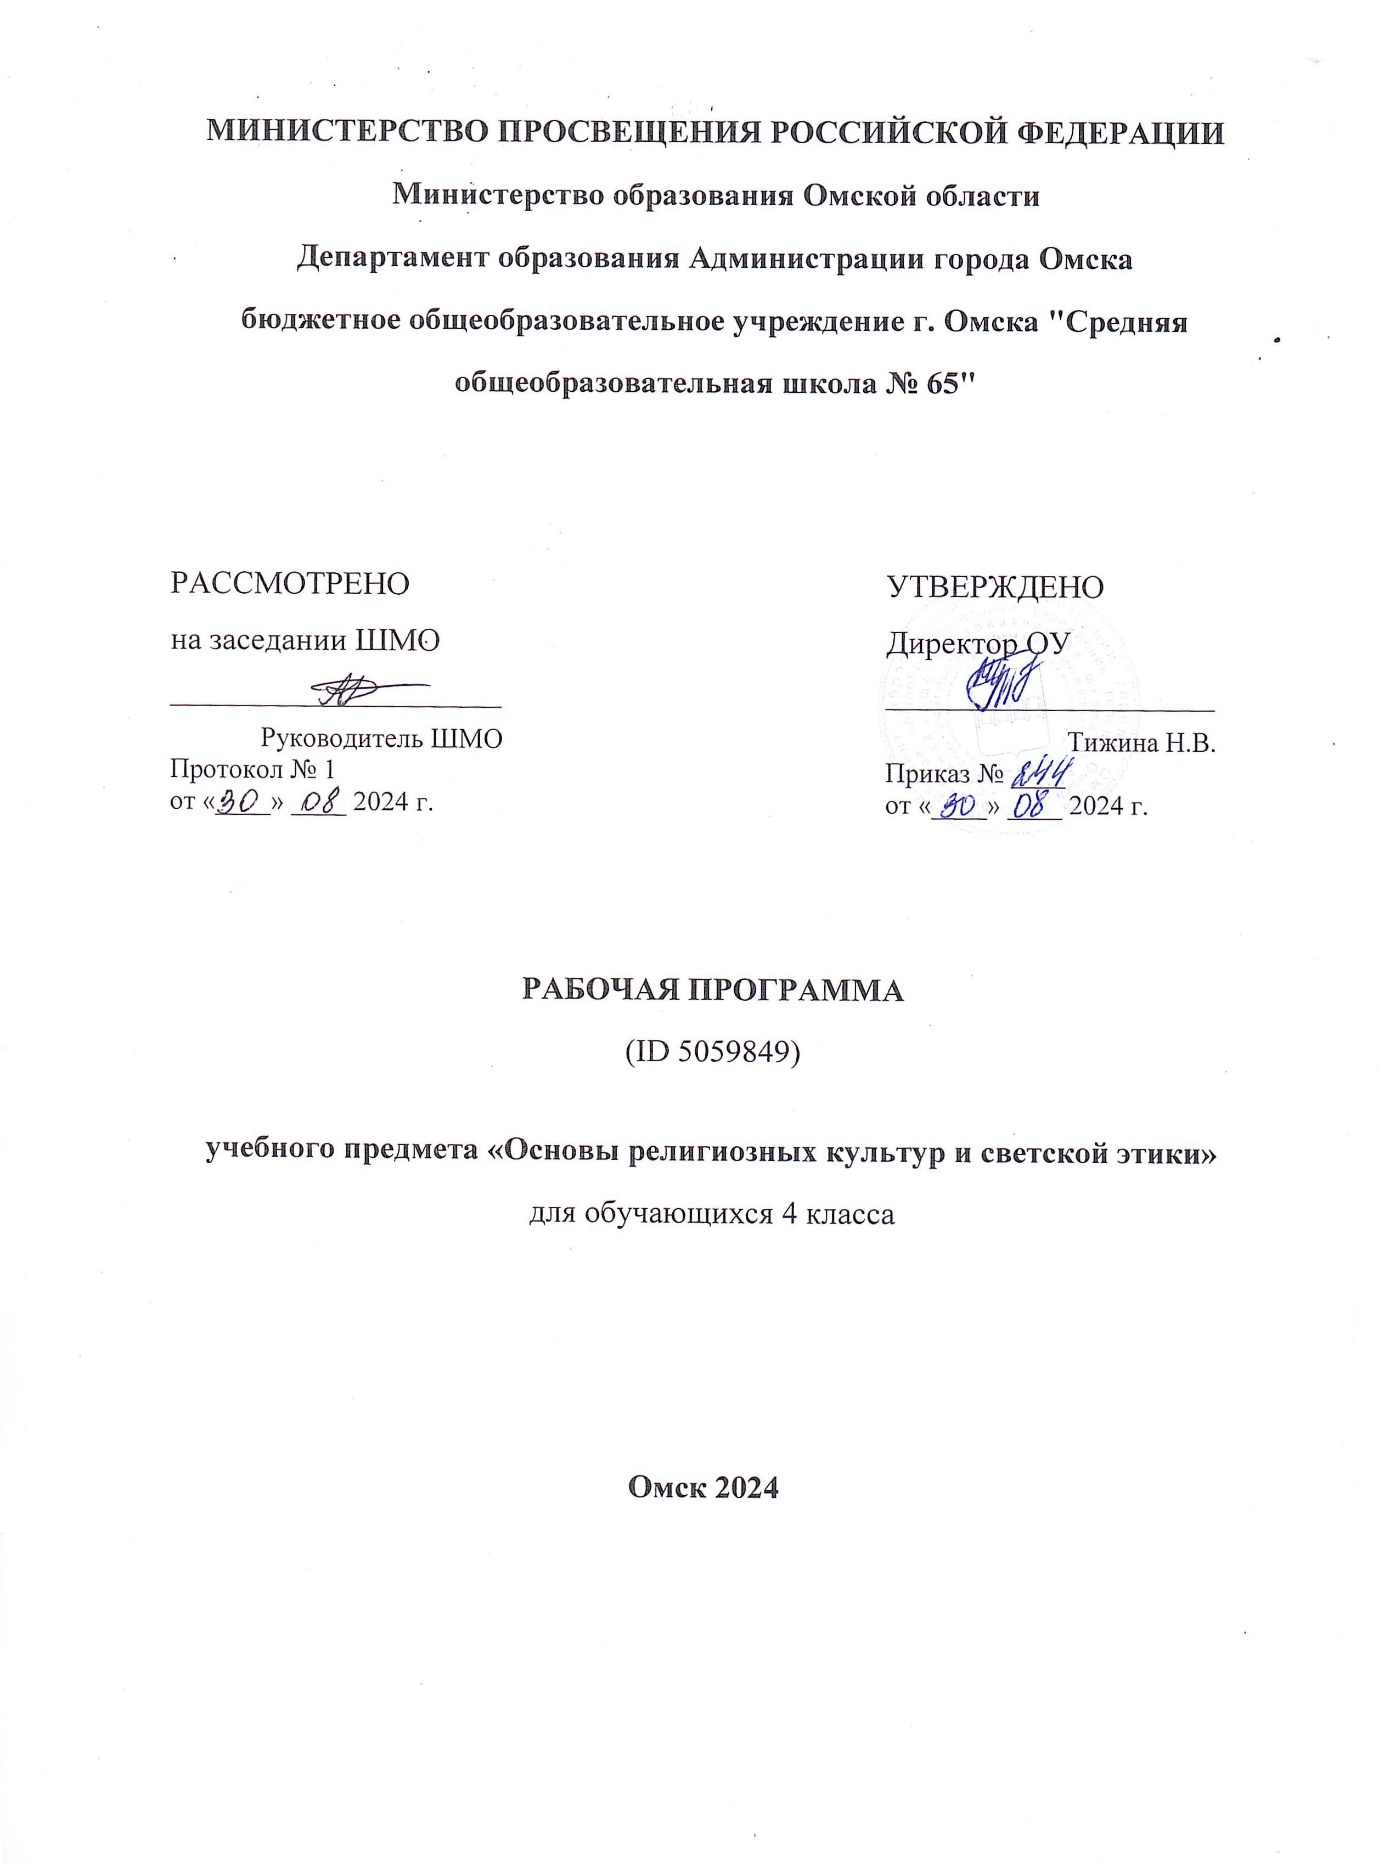 МИНИСТЕРСТВО ПРОСВЕЩЕНИЯ РОССИЙСКОЙ ФЕДЕРАЦИИ
Министерство образования Омской области
Департамент образования Администрации города Омска
бюджетное общеобразовательное учреждение г. Омска "Средняя
общеобразовательная школа № 65"
РАССМОТРЕНО
на заседании ШМО
Руководитель ШМО
Протокол № 1
от «30» 08 2024 г.
УТВЕРЖДЕНО
Директор ОУ
Тижина Н.В.
Приказ № 244
от «30» 08 2024 г.
РАБОЧАЯ ПРОГРАММА
(ID 5059849)
учебного предмета «Основы религиозных культур и светской этики»
для обучающихся 4 класса
Омск 2024